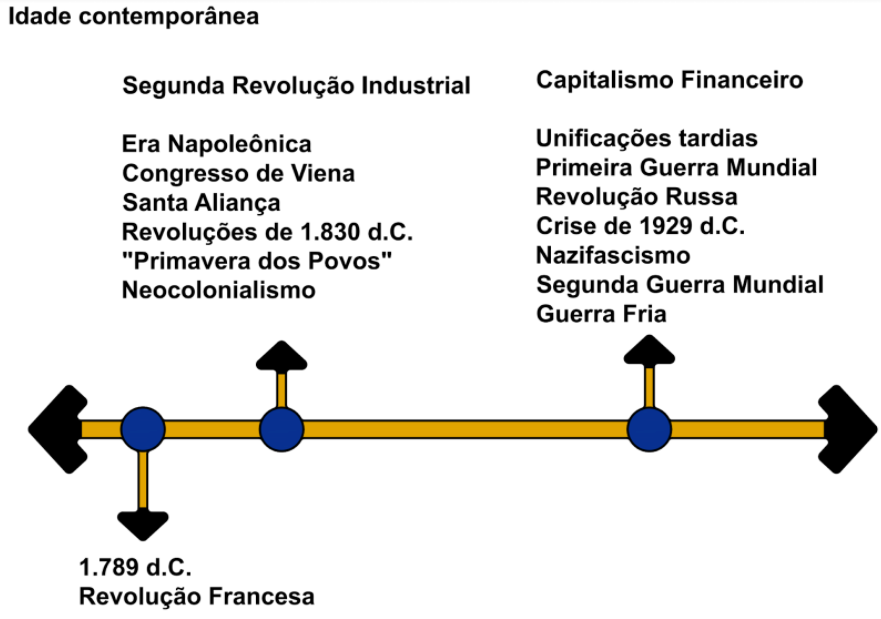 Idade contemporânea
Segunda Revolução Industrial
Era Napoleônica
Congresso de Viena
Santa Aliança
Revoluções de 1.830 d.C.
"Primavera dos Povos"
Neocolonialismo
Capitalismo Financeiro
Unificações tardias
Primeira Guerra Mundial
Revolução Russa
Crise de 1929 d.C.
Nazifascismo
Segunda Guerra Mundial
Guerra Fria
1.789 d.C.
Revolução Francesa